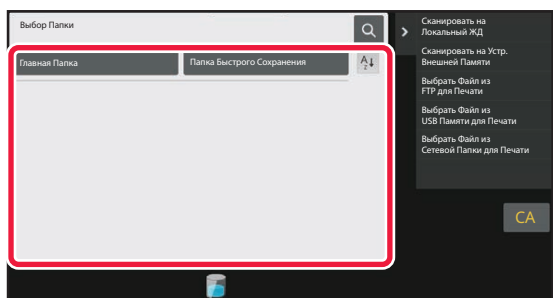 Выбор Папки
Главная Папка
Папка Быстрого Сохранения
A
Z
Сканировать на
Локальный ЖД
Сканировать на Устр.
Внешней Памяти
Выбрать Файл из
FTP для Печати
Выбрать Файл из
USB Памяти для Печати
Выбрать Файл из
Сетевой Папки для Печати
CA